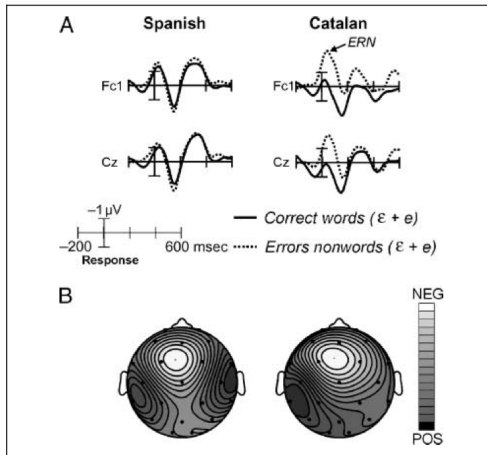 A
Spanish Catalan
ERN
Fc1 Fc1
Cz Cz
–1 μV
–200 600 msec
Response
Correct words (ε + e)
Errors nonwords (ε + e)
B
NEG
POS